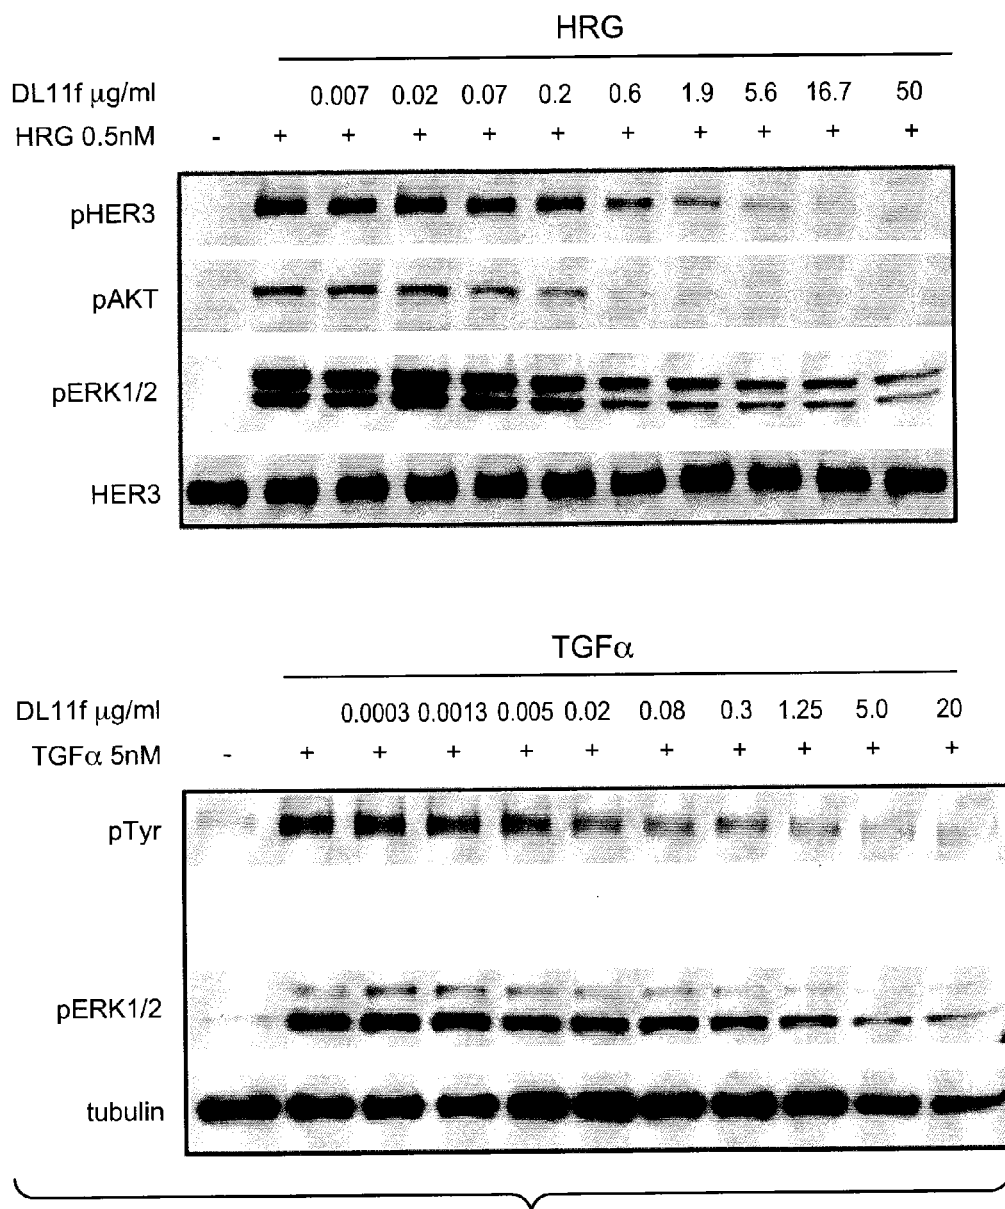 HRG
DL11f μg/ml 0.007 0.02 0.07 0.2 0.6 1.9 5.6 16.7 50
HRG 0.5nM - + + + + + + + + + +
pHER3
pAKT
pERK1/2
HER3
TGFα
DL11f μg/ml 0.0003 0.0013 0.005 0.02 0.08 0.3 1.25 5.0 20
TGFα 5nM - + + + + + + + + + +
pTyr
pERK1/2
tubulin